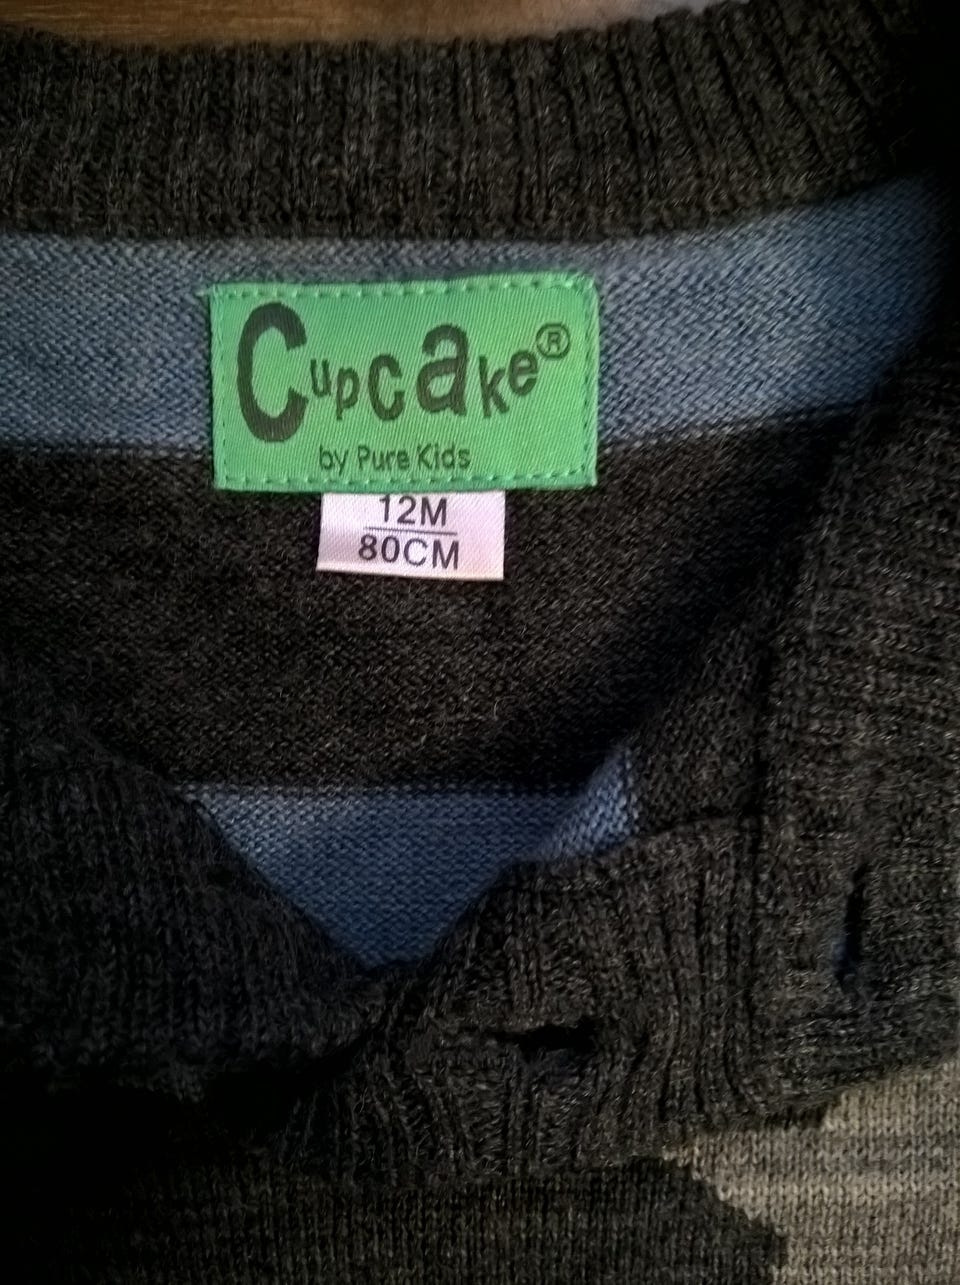 Cupcake®
by Pure Kids
12M
80CM